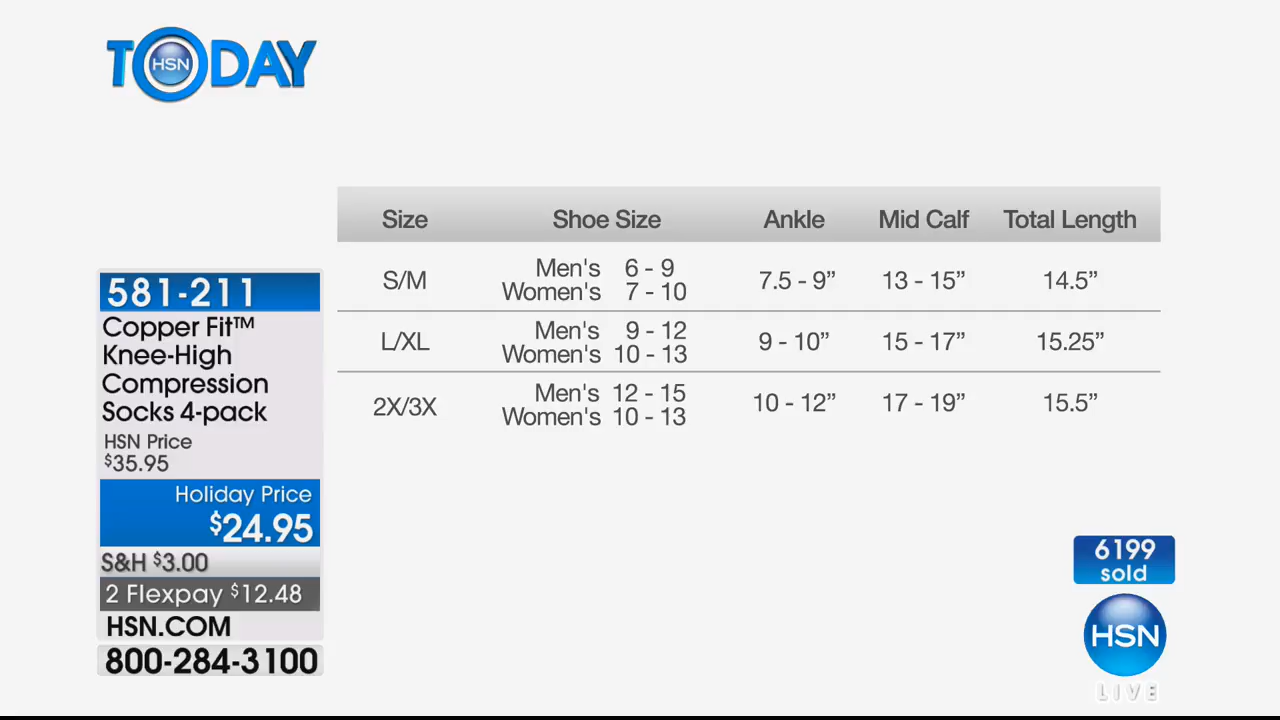 TODAY
HSN
Size Shoe Size Ankle Mid Calf Total Length
S/M Men's 6 - 9 Women's 7 - 10 7.5 - 9” 13 - 15” 14.5”
L/XL Men's 9 - 12 Women's 10 - 13 9 - 10” 15 - 17” 15.25”
2X/3X Men's 12 - 15 Women's 10 - 13 10 - 12” 17 - 19” 15.5”
581-211
Copper Fit™
Knee-High
Compression
Socks 4-pack
HSN Price
$35.95
Holiday Price
$24.95
S&H $3.00
2 Flexpay $12.48
HSN.COM
800-284-3100
6199
sold
HSN
LIVE